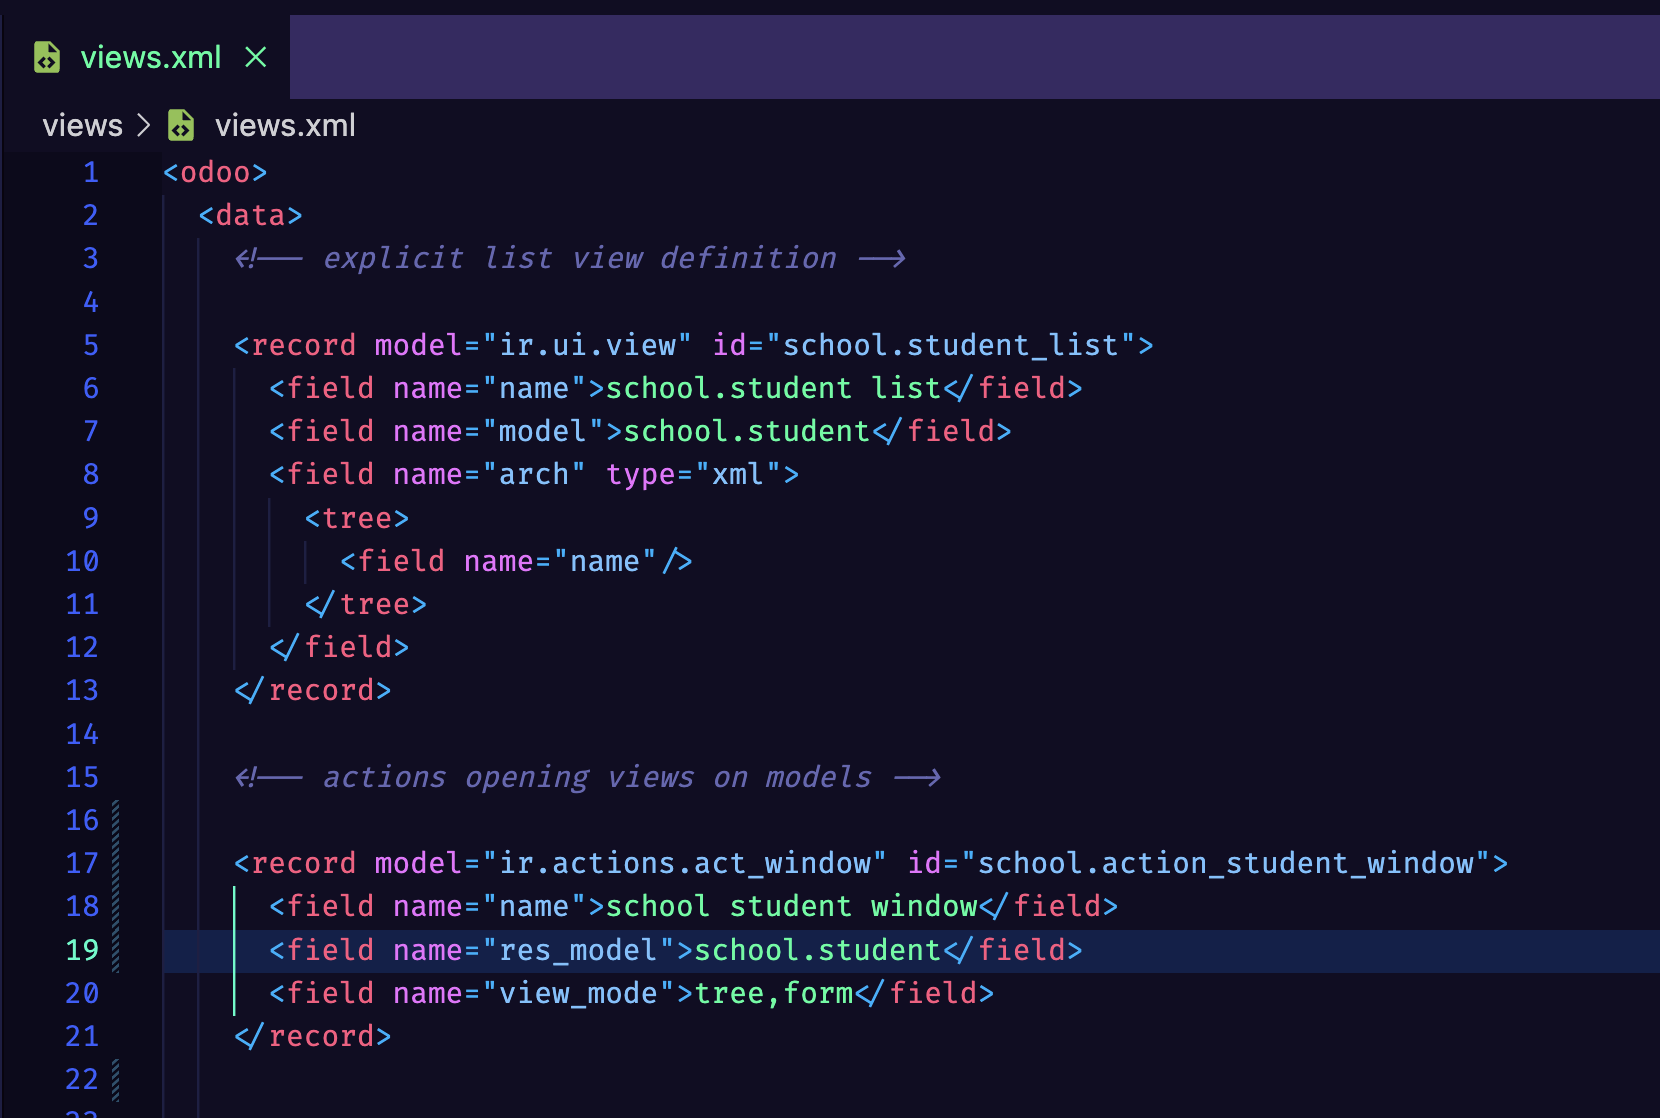 views.xml
views > views.xml
1 <odoo>
2 <data>
3 <!-- explicit list view definition -->
4
5 <record model="ir.ui.view" id="school.student_list">
6 <field name="name">school.student list</field>
7 <field name="model">school.student</field>
8 <field name="arch" type="xml">
9 <tree>
10 <field name="name"/>
11 </tree>
12 </field>
13 </record>
14
15 <!-- actions opening views on models -->
16
17 <record model="ir.actions.act_window" id="school.action_student_window">
18 <field name="name">school student window</field>
19 <field name="res_model">school.student</field>
20 <field name="view_mode">tree,form</field>
21 </record>
22